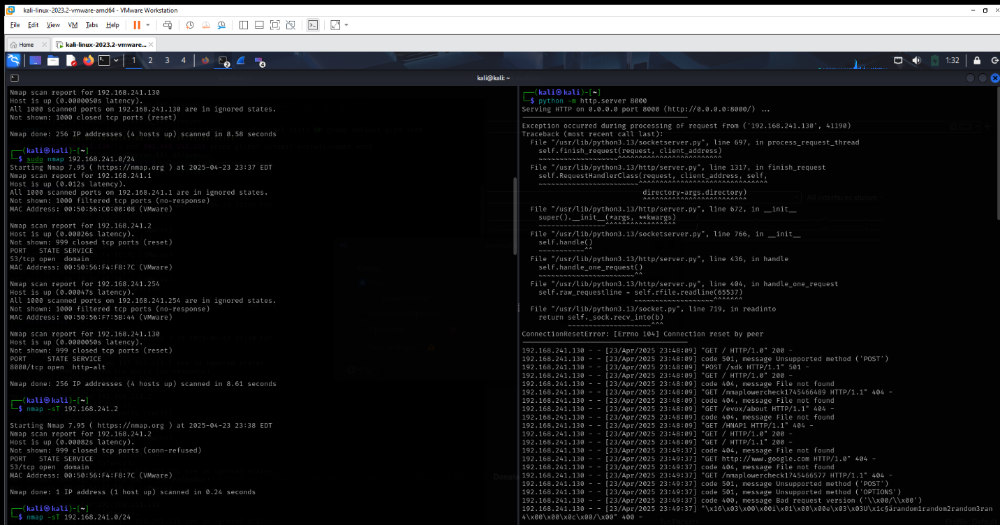 kali-linux-2023.2-vmware-amd64 - VMware Workstation
File Edit View VM Tabs Help
Home
kali-linux-2023.2-vmware...
1 2 3 4
2
4
1:32
kali@kali: ~
Nmap scan report for 192.168.241.130
Host is up (0.0000050s latency).
All 1000 scanned ports on 192.168.241.130 are in ignored states.
Not shown: 1000 closed tcp ports (reset)
Nmap done: 256 IP addresses (4 hosts up) scanned in 8.58 seconds
┌──(kali㉿kali)-[~]
└─$ sudo nmap 192.168.241.0/24
Starting Nmap 7.95 ( https://nmap.org ) at 2025-04-23 23:37 EDT
Nmap scan report for 192.168.241.1
Host is up (0.012s latency).
All 1000 scanned ports on 192.168.241.1 are in ignored states.
Not shown: 1000 filtered tcp ports (no-response)
MAC Address: 00:50:56:C0:00:08 (VMware)
Nmap scan report for 192.168.241.2
Host is up (0.00026s latency).
Not shown: 999 closed tcp ports (reset)
PORT   STATE SERVICE
53/tcp open  domain
MAC Address: 00:50:56:F4:F8:7C (VMware)
Nmap scan report for 192.168.241.254
Host is up (0.00047s latency).
All 1000 scanned ports on 192.168.241.254 are in ignored states.
Not shown: 1000 filtered tcp ports (no-response)
MAC Address: 00:50:56:F7:5B:44 (VMware)
Nmap scan report for 192.168.241.130
Host is up (0.0000050s latency).
Not shown: 999 closed tcp ports (reset)
PORT     STATE SERVICE
8000/tcp open  http-alt
Nmap done: 256 IP addresses (4 hosts up) scanned in 8.61 seconds
┌──(kali㉿kali)-[~]
└─$ nmap -sT 192.168.241.2
Starting Nmap 7.95 ( https://nmap.org ) at 2025-04-23 23:38 EDT
Nmap scan report for 192.168.241.2
Host is up (0.00082s latency).
Not shown: 999 closed tcp ports (conn-refused)
PORT   STATE SERVICE
53/tcp open  domain
MAC Address: 00:50:56:F4:F8:7C (VMware)
Nmap done: 1 IP address (1 host up) scanned in 0.24 seconds
┌──(kali㉿kali)-[~]
└─$ nmap -sT 192.168.241.0/24
┌──(kali㉿kali)-[~]
└─$ python -m http.server 8000
Serving HTTP on 0.0.0.0 port 8000 (http://0.0.0.0:8000/) ...
Exception occurred during processing of request from ('192.168.241.130', 41190)
Traceback (most recent call last):
File "/usr/lib/python3.13/socketserver.py", line 697, in process_request_thread
self.finish_request(request, client_address)
~~~~~~~~~~~~~~~~~~~^^^^^^^^^^^^^^^^^^^^^^^^^
File "/usr/lib/python3.13/http/server.py", line 1317, in finish_request
self.RequestHandlerClass(request, client_address, self,
~~~~~~~~~~~~~~~~~~~~~~~~^^^^^^^^^^^^^^^^^^^^^^^^^^^^^^^
directory=args.directory)
^^^^^^^^^^^^^^^^^^^^^^^^^
File "/usr/lib/python3.13/http/server.py", line 672, in __init__
super().__init__(*args, **kwargs)
~~~~~~~~~~~~~~~~^^^^^^^^^^^^^^^^^
File "/usr/lib/python3.13/socketserver.py", line 766, in __init__
self.handle()
~~~~~~~~~~~^^
File "/usr/lib/python3.13/http/server.py", line 436, in handle
self.handle_one_request()
~~~~~~~~~~~~~~~~~~~~~~~^^
File "/usr/lib/python3.13/http/server.py", line 404, in handle_one_request
self.raw_requestline = self.rfile.readline(65537)
~~~~~~~~~~~~~~~~~~~^^^^^^^
File "/usr/lib/python3.13/socket.py", line 719, in readinto
return self._sock.recv_into(b)
~~~~~~~~~~~~~~~~~~~~^^^
ConnectionResetError: [Errno 104] Connection reset by peer
192.168.241.130 - - [23/Apr/2025 23:48:09] "GET / HTTP/1.0" 200 -
192.168.241.130 - - [23/Apr/2025 23:48:09] code 501, message Unsupported method ('POST')
192.168.241.130 - - [23/Apr/2025 23:48:09] "POST /sdk HTTP/1.1" 501 -
192.168.241.130 - - [23/Apr/2025 23:48:09] "GET / HTTP/1.0" 200 -
192.168.241.130 - - [23/Apr/2025 23:48:09] code 404, message File not found
192.168.241.130 - - [23/Apr/2025 23:48:09] "GET /nmaplowercheck1745466489 HTTP/1.1" 404 -
192.168.241.130 - - [23/Apr/2025 23:48:09] code 404, message File not found
192.168.241.130 - - [23/Apr/2025 23:48:09] "GET /evox/about HTTP/1.1" 404 -
192.168.241.130 - - [23/Apr/2025 23:48:09] code 404, message File not found
192.168.241.130 - - [23/Apr/2025 23:48:09] "GET /HNAP1 HTTP/1.1" 404 -
192.168.241.130 - - [23/Apr/2025 23:48:09] "GET / HTTP/1.0" 200 -
192.168.241.130 - - [23/Apr/2025 23:48:09] "GET / HTTP/1.1" 200 -
192.168.241.130 - - [23/Apr/2025 23:49:37] code 404, message File not found
192.168.241.130 - - [23/Apr/2025 23:49:37] "GET http://www.google.com HTTP/1.0" 404 -
192.168.241.130 - - [23/Apr/2025 23:49:37] code 404, message File not found
192.168.241.130 - - [23/Apr/2025 23:49:37] "GET /nmaplowercheck1745466577 HTTP/1.1" 404 -
192.168.241.130 - - [23/Apr/2025 23:49:37] code 501, message Unsupported method ('POST')
192.168.241.130 - - [23/Apr/2025 23:49:37] code 501, message Unsupported method ('OPTIONS')
192.168.241.130 - - [23/Apr/2025 23:49:37] code 400, message Bad request version ('\\x00/\\x00')
192.168.241.130 - - [23/Apr/2025 23:49:37] "\x16\x03\x00\x00i\x01\x00\x00e\x03\x03U\x1c§ärandom1random2random3ran
4\x00\x00\x0c\x00/\x00" 400 -
All interfaces shown
Donate